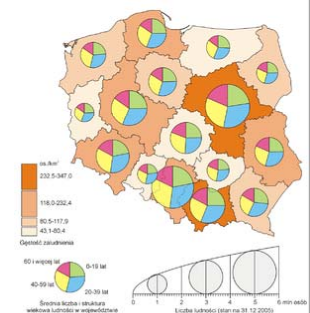 os./km²
232,5-347,0
118,0-232,4
80,5-117,9
43,1-80,4
Gęstość zaludnienia
60 i więcej lat
0-19 lat
40-59 lat
20-39 lat
Średnia liczba i struktura
wiekowa ludności w województwie
0 1 2 3 4 5 6 mln osób
Liczba ludności (stan na 31.12.2005)